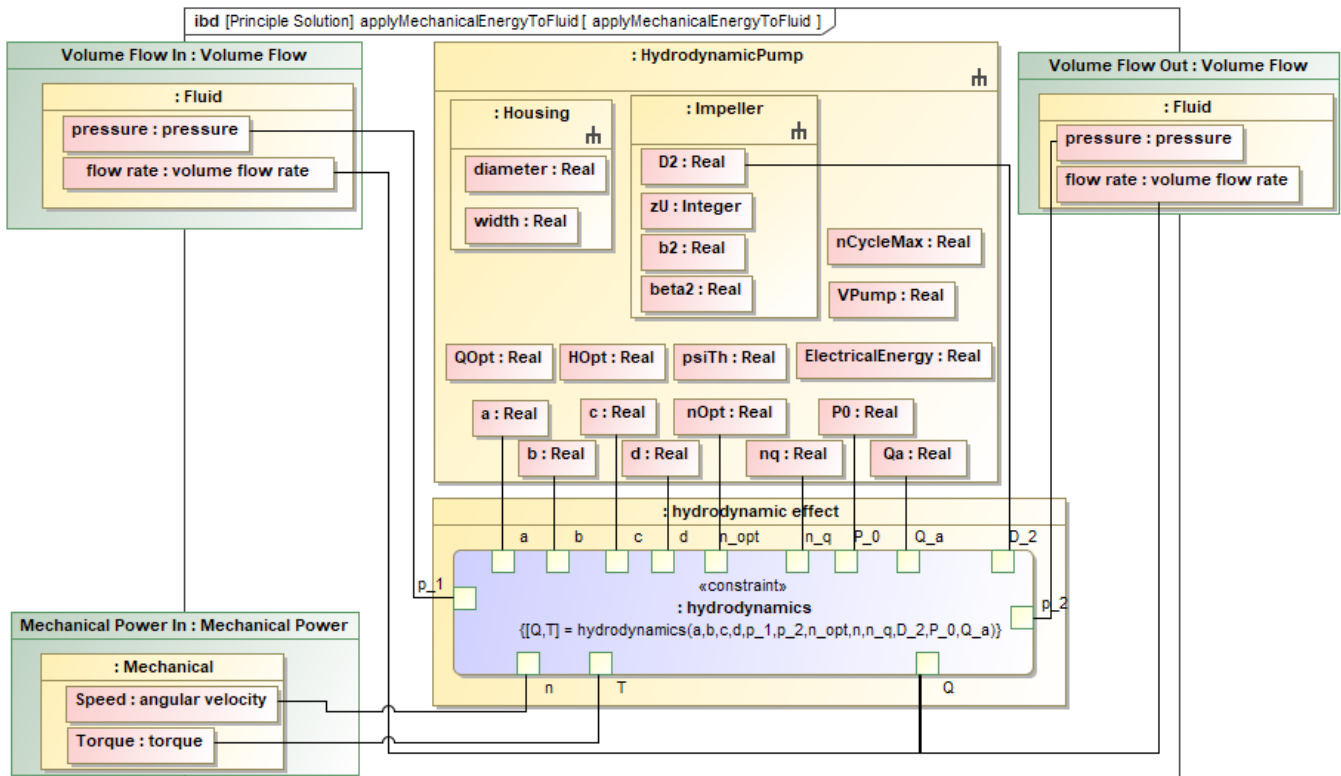 ibd [Principle Solution] applyMechanicalEnergyToFluid [ applyMechanicalEnergyToFluid ]
Volume Flow In : Volume Flow
: Fluid
pressure : pressure
flow rate : volume flow rate
: HydrodynamicPump
: Housing
diameter : Real
width : Real
: Impeller
D2 : Real
zU : Integer
b2 : Real
beta2 : Real
nCycleMax : Real
VPump : Real
QOpt : Real
HOpt : Real
psiTh : Real
ElectricalEnergy : Real
a : Real
c : Real
nOpt : Real
P0 : Real
b : Real
d : Real
nq : Real
Qa : Real
Volume Flow Out : Volume Flow
: Fluid
pressure : pressure
flow rate : volume flow rate
: hydrodynamic effect
a
b
c
d
n_opt
n_q
P_0
Q_a
D_2
p_1
p_2
«constraint»
: hydrodynamics
{[Q,T] = hydrodynamics(a,b,c,d,p_1,p_2,n_opt,n,n_q,D_2,P_0,Q_a)}
n
T
Q
Mechanical Power In : Mechanical Power
: Mechanical
Speed : angular velocity
Torque : torque